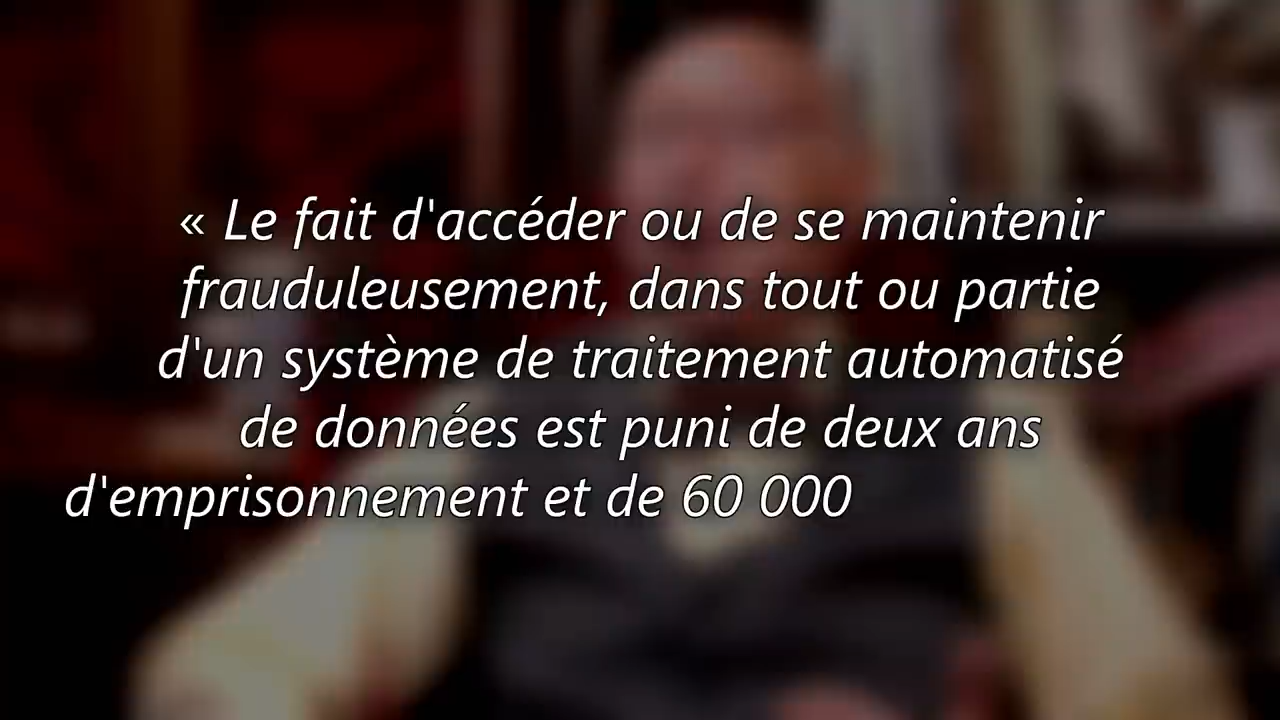 « Le fait d'accéder ou de se maintenir
frauduleusement, dans tout ou partie
d'un système de traitement automatisé
de données est puni de deux ans
d'emprisonnement et de 60 000